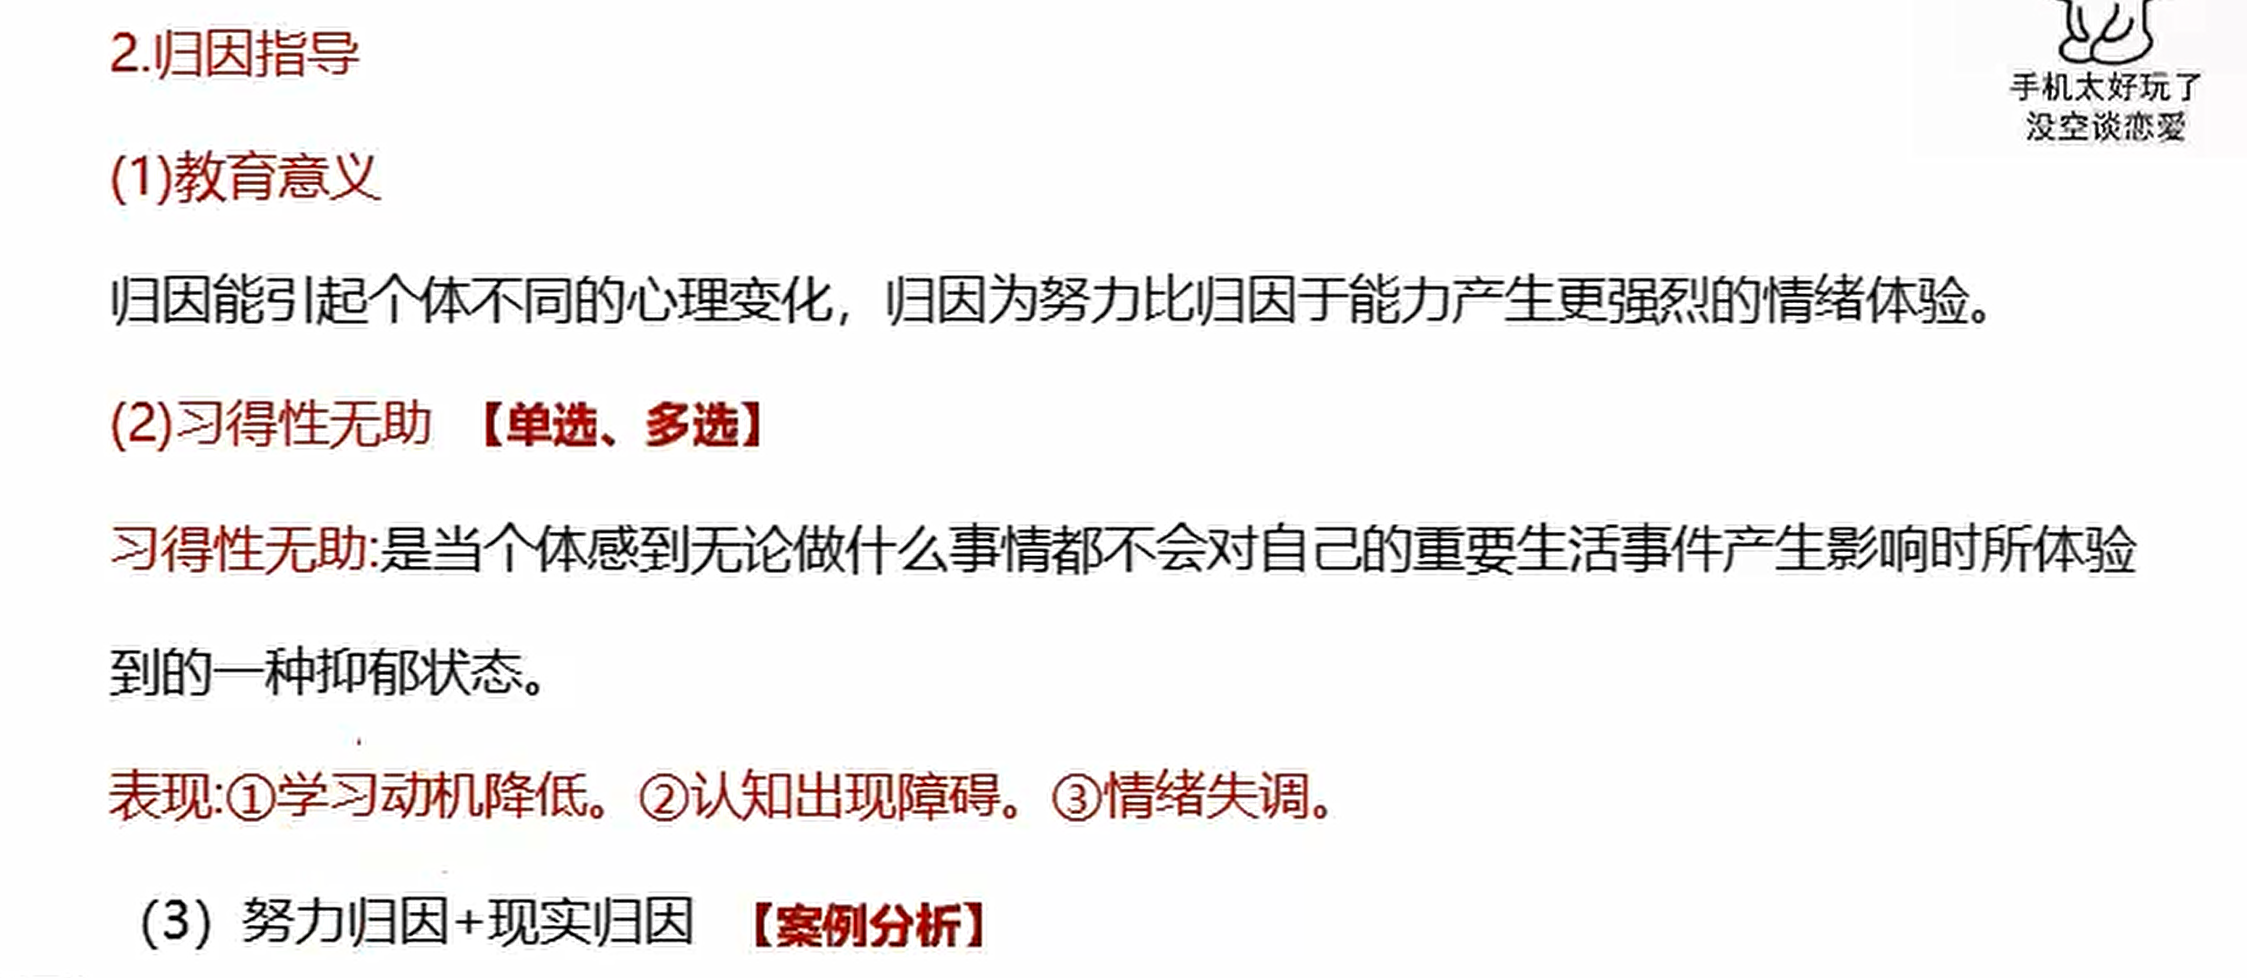 2.归因指导
手机太好玩了
没空谈恋爱
(1)教育意义
归因能引起个体不同的心理变化，归因为努力比归因于能力产生更强烈的情绪体验。
(2)习得性无助 【单选、多选】
习得性无助:是当个体感到无论做什么事情都不会对自己的重要生活事件产生影响时所体验
到的一种抑郁状态。
表现:①学习动机降低。②认知出现障碍。③情绪失调。
（3）努力归因+现实归因 【案例分析】